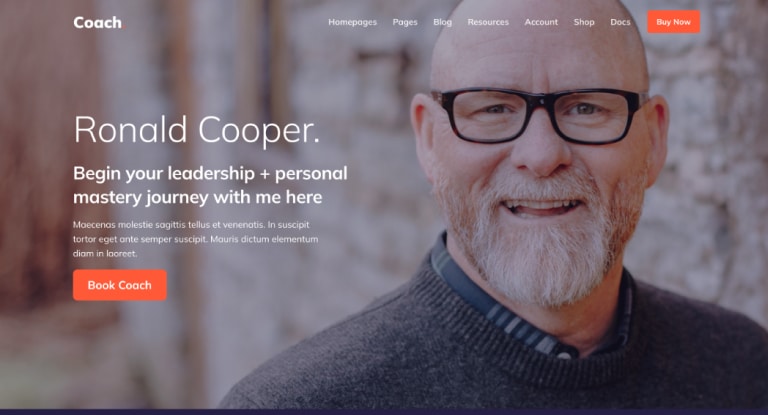 Coach.
Homepages Pages Blog Resources Account Shop Docs Buy Now
Ronald Cooper.
Begin your leadership + personal
mastery journey with me here
Maecenas molestie sagittis tellus et venenatis. In suscipit
tortor eget ante semper suscipit. Mauris dictum elementum
diam in laoreet.
Book Coach